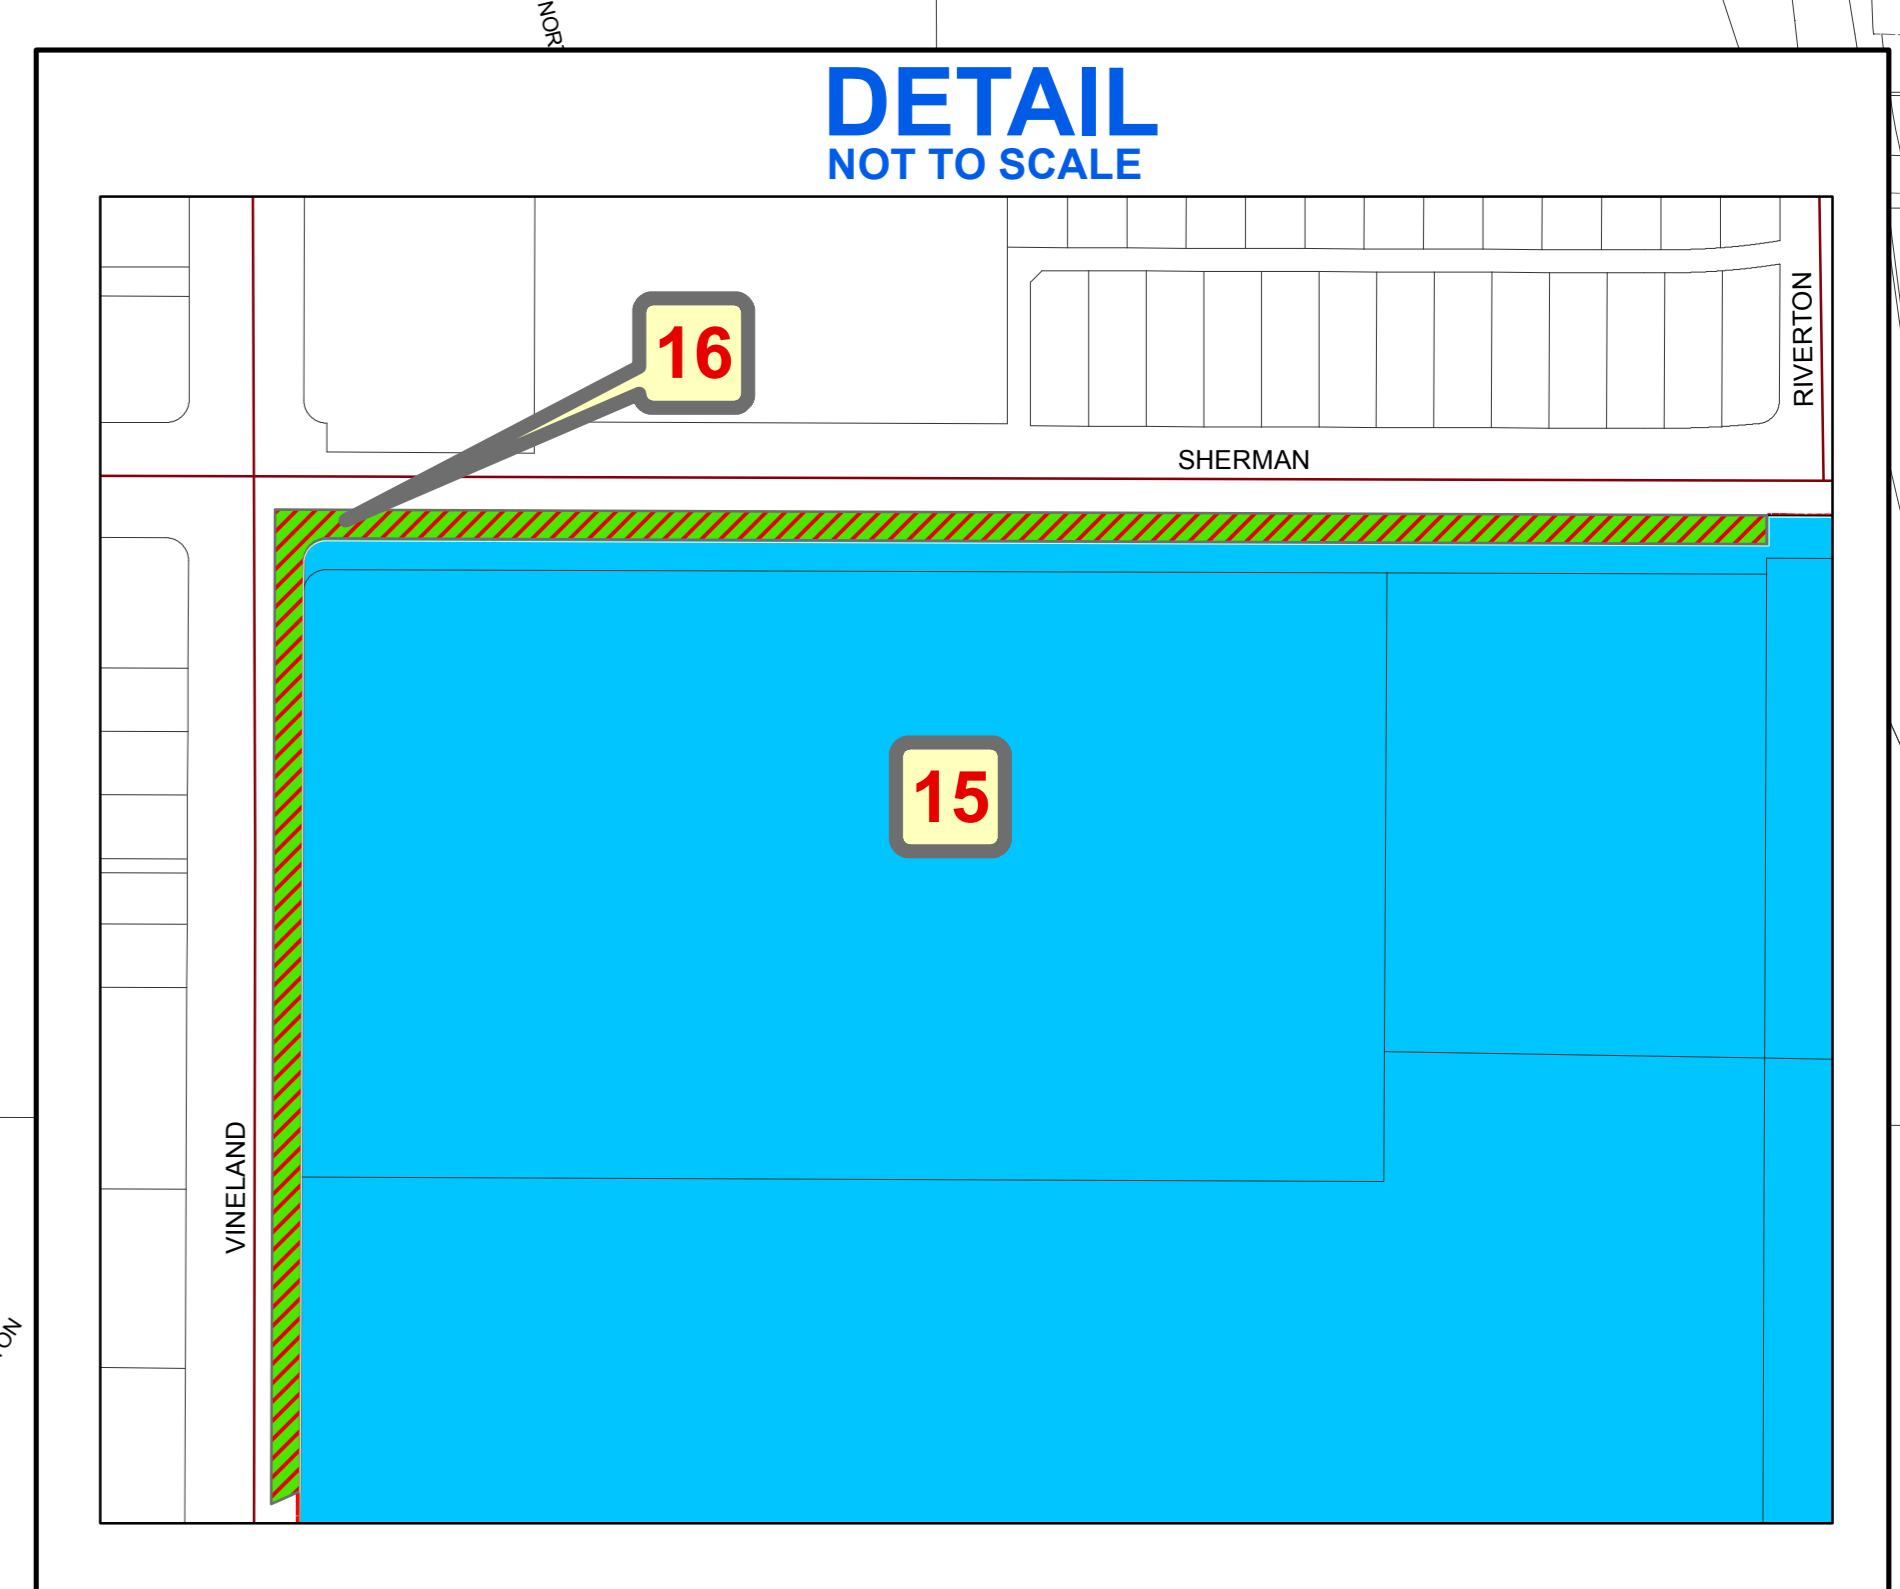 DETAIL
NOT TO SCALE
16
RIVERTON
SHERMAN
15
VINELAND